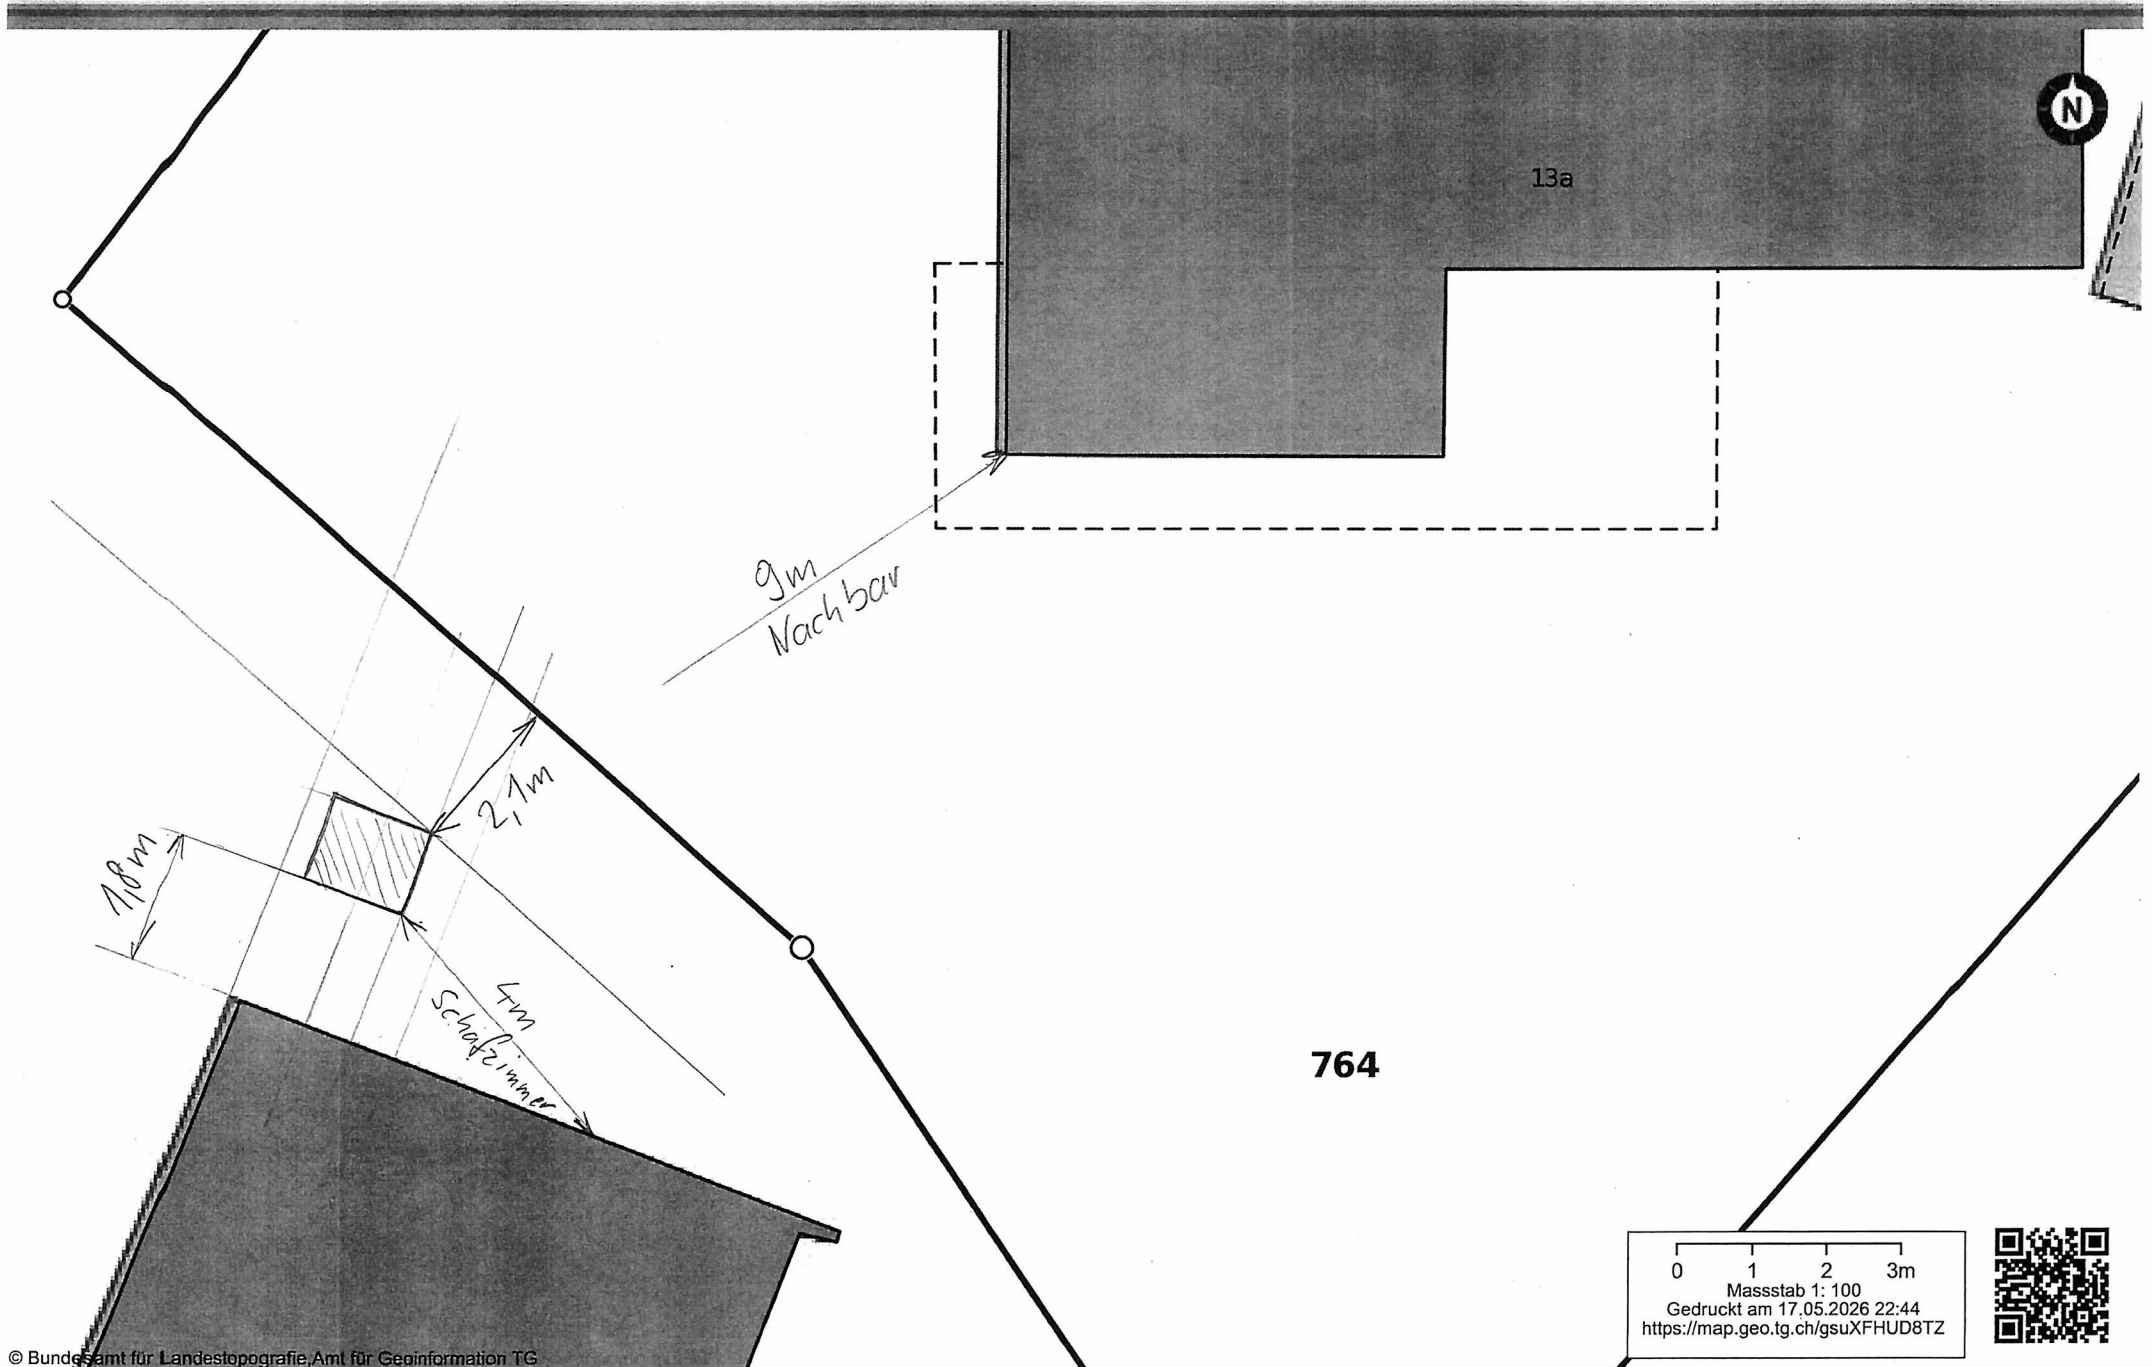 N
13a
9m
Nachbar
2,1m
1,8m
4m
Schlafzimmer
764
0 1 2 3m
Massstab 1: 100
Gedruckt am 17.05.2026 22:44
https://map.geo.tg.ch/gsuXFHUD8TZ
© Bundesamt für Landestopografie,Amt für Geoinformation TG